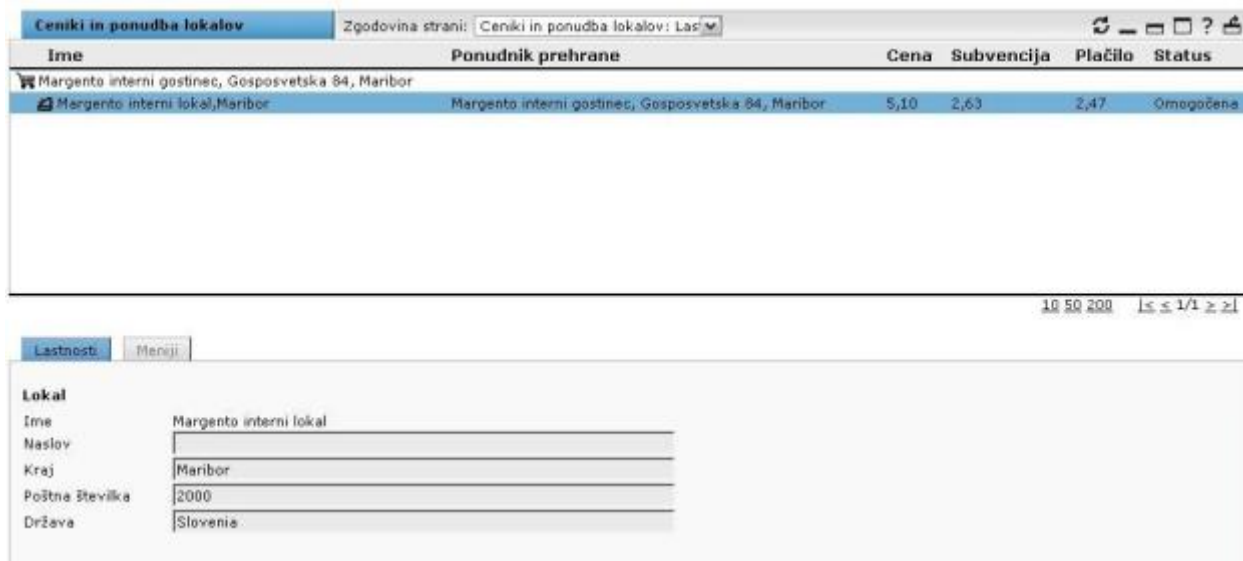 Ceniki in ponudba lokalov Zgodovina strani: Ceniki in ponudba lokalov: Las
Ime Ponudnik prehrane Cena Subvencija Plačilo Status
Margento interni gostinec, Gosposvetska 84, Maribor
Margento interni lokal,Maribor Margento interni gostinec, Gosposvetska 84, Maribor 5,10 2,63 2,47 Omogočena
10 50 200 |< < 1/1 > >|
Lastnosti Meniji
Lokal
Ime Margento interni lokal
Naslov
Kraj Maribor
Poštna številka 2000
Država Slovenia